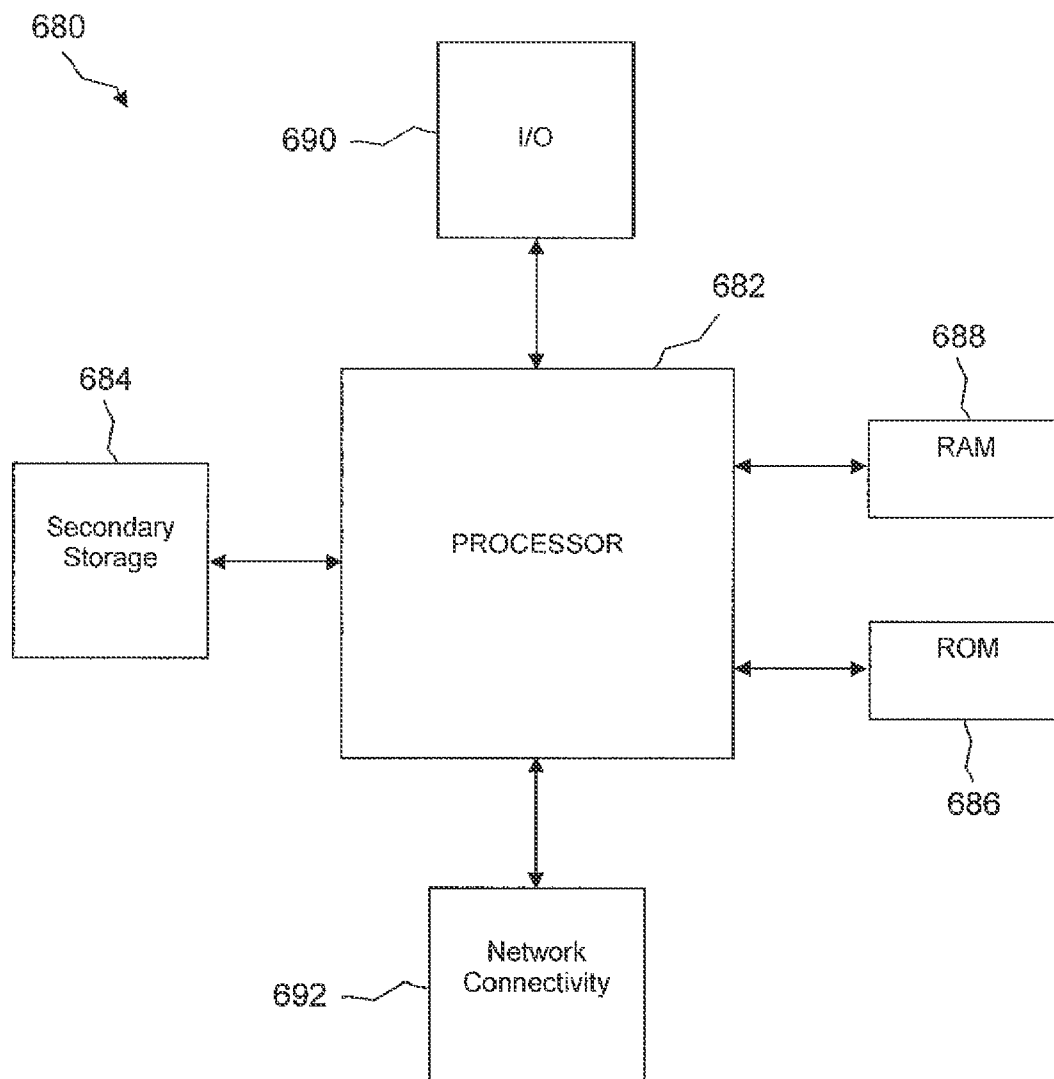 680
690
I/O
682
688
684
RAM
Secondary
Storage
PROCESSOR
ROM
686
Network
Connectivity
692